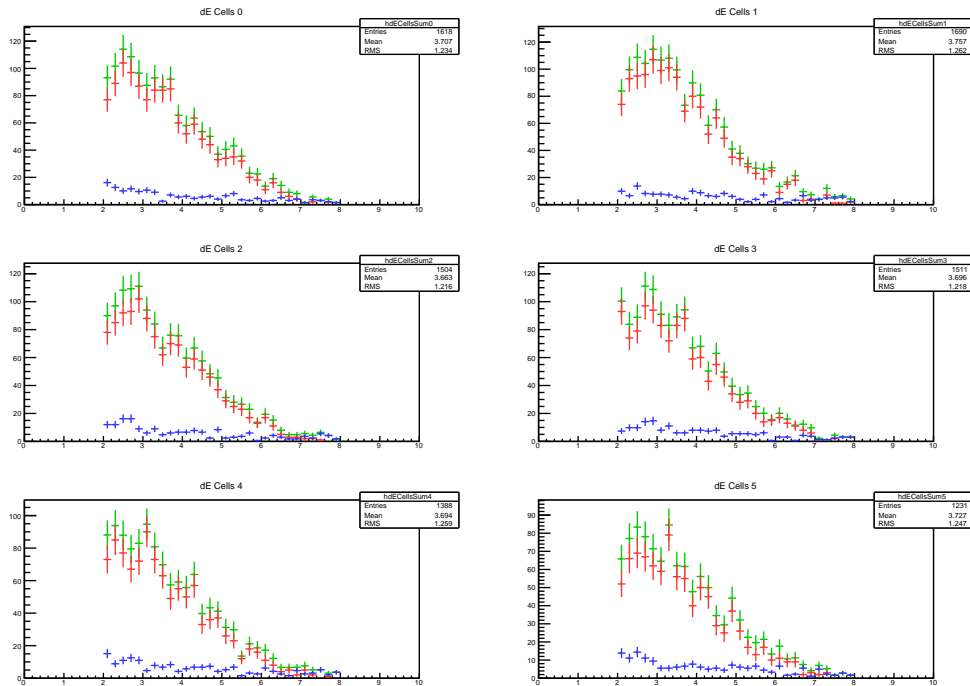 dE Cells 0
hdECellsSum0
Entries 1618
Mean 3.707
RMS 1.234
120
100
80
60
40
20
0
0 1 2 3 4 5 6 7 8 9 10
dE Cells 1
hdECellsSum1
Entries 1690
Mean 3.757
RMS 1.262
120
100
80
60
40
20
0
0 1 2 3 4 5 6 7 8 9 10
dE Cells 2
hdECellsSum2
Entries 1504
Mean 3.663
RMS 1.216
120
100
80
60
40
20
0
0 1 2 3 4 5 6 7 8 9 10
dE Cells 3
hdECellsSum3
Entries 1511
Mean 3.696
RMS 1.218
120
100
80
60
40
20
0
0 1 2 3 4 5 6 7 8 9 10
dE Cells 4
hdECellsSum4
Entries 1388
Mean 3.694
RMS 1.259
100
80
60
40
20
0
0 1 2 3 4 5 6 7 8 9 10
dE Cells 5
hdECellsSum5
Entries 1231
Mean 3.727
RMS 1.247
90
80
70
60
50
40
30
20
10
0
0 1 2 3 4 5 6 7 8 9 10